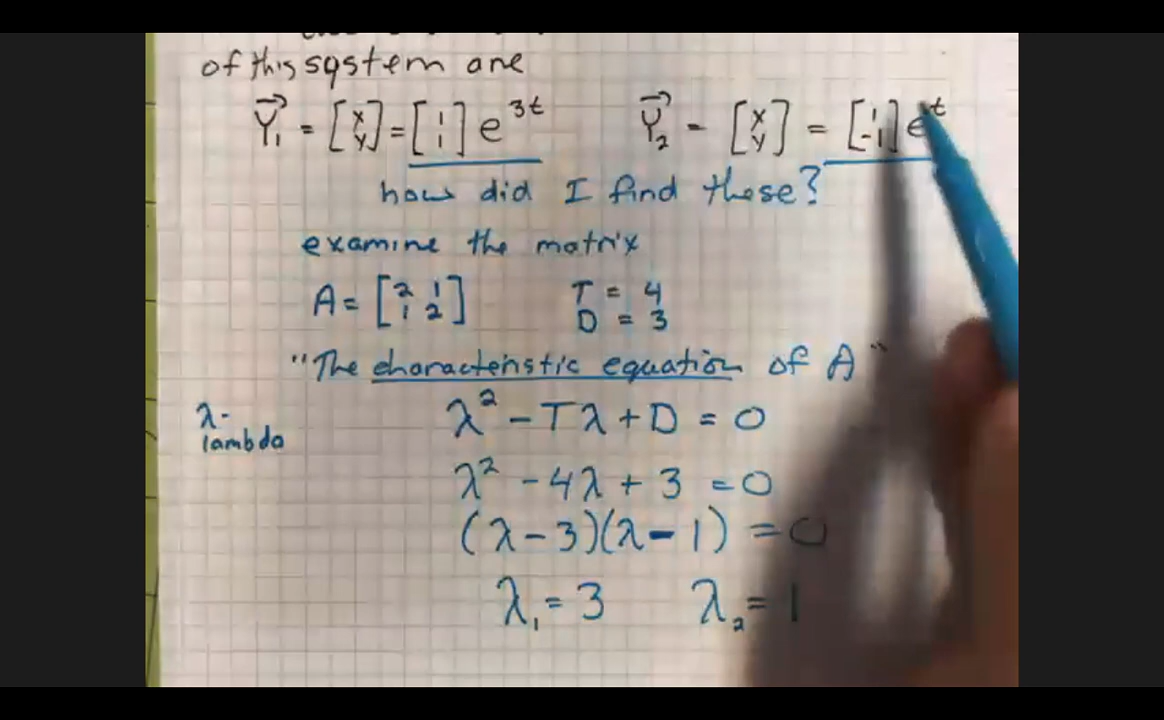 of this system are
Y⃗₁ = [x y] = [1 1] e^3t    Y⃗₂ = [x y] = [1 -1] e^t
how did I find these?
examine the matrix
A = [2 1 1 2]    T = 4
D = 3
"The characteristic equation of A"
λ- lambda
λ² - Tλ + D = 0
λ² - 4λ + 3 = 0
(λ - 3)(λ - 1) = 0
λ₁ = 3    λ₂ = 1